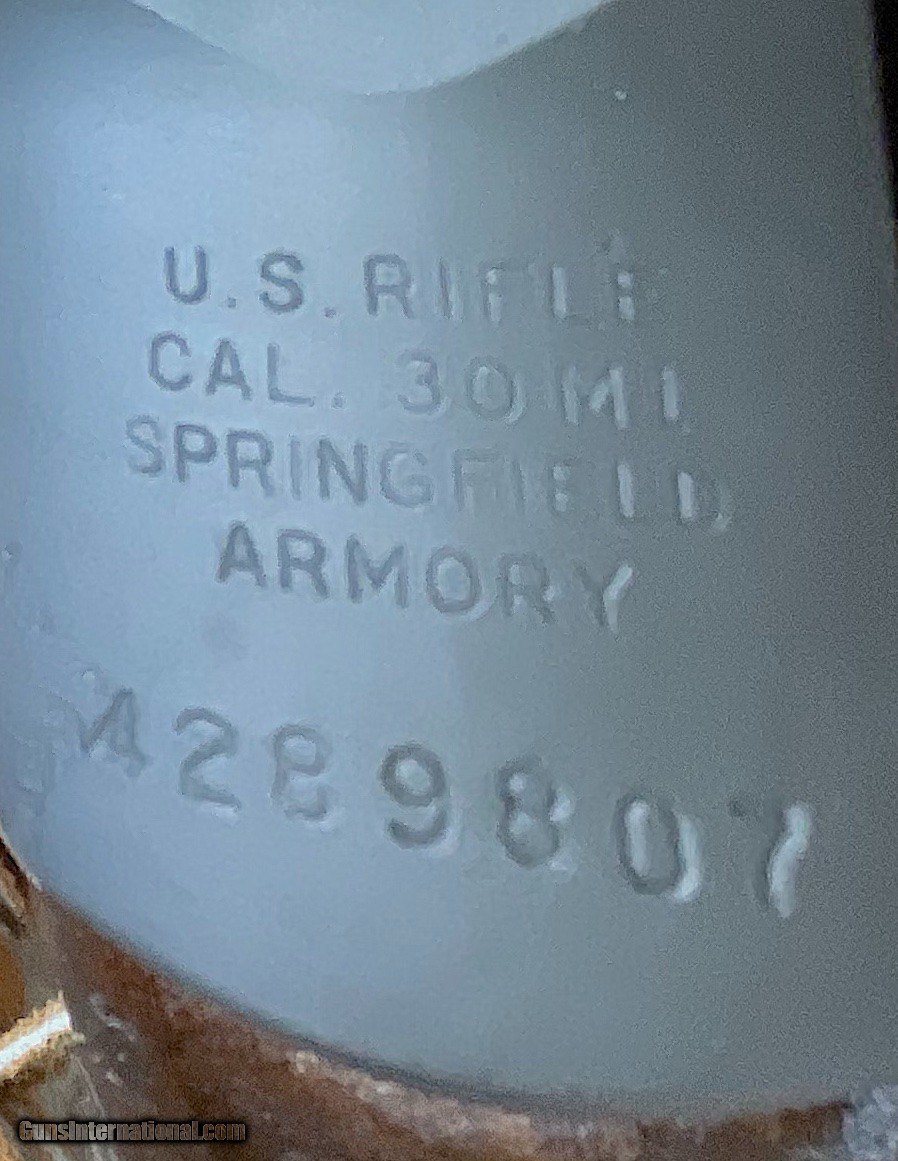 U.S. RIFLE
CAL. 30 M1
SPRINGFIELD
ARMORY
4289807
GunsInternational.com